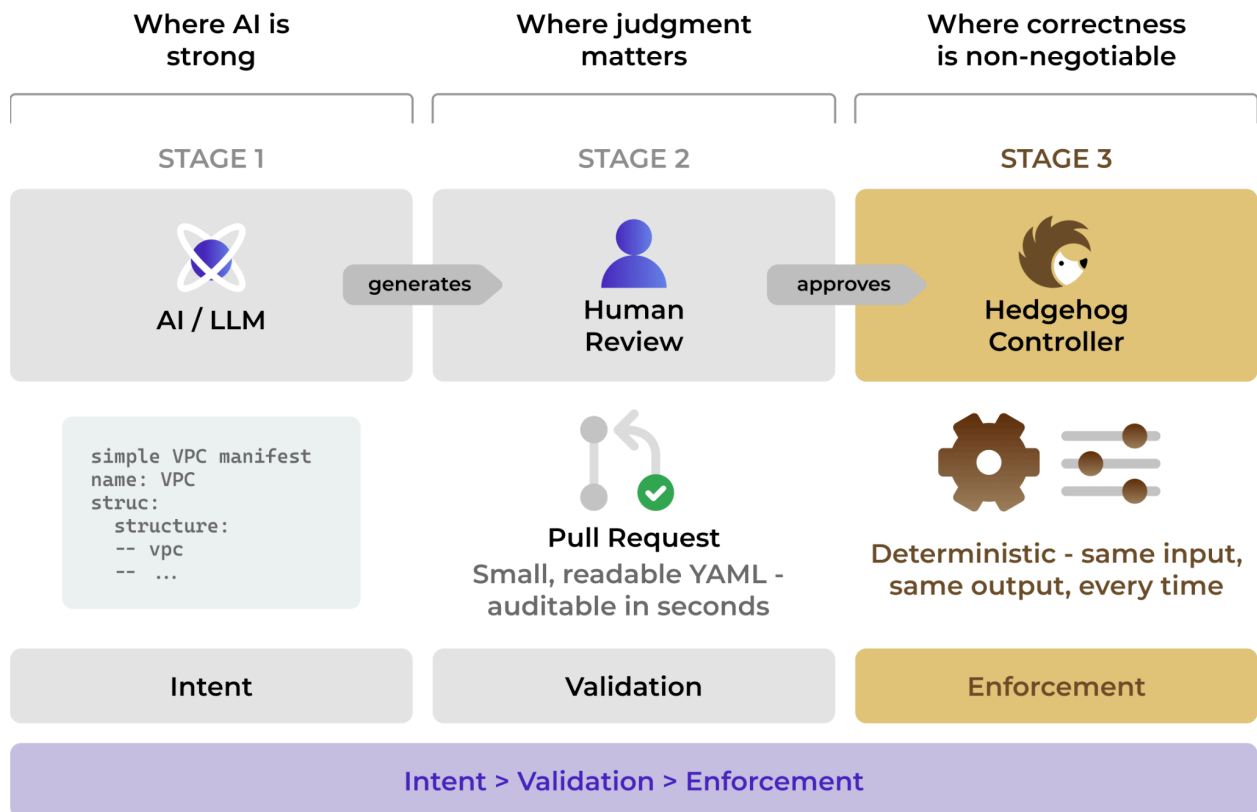 Where AI is
strong
Where judgment
matters
Where correctness
is non-negotiable
STAGE 1
STAGE 2
STAGE 3
AI / LLM
generates
Human
Review
approves
Hedgehog
Controller
simple VPC manifest
name: VPC
struc:
  structure:
  -- vpc
  -- ...
Pull Request
Small, readable YAML -
auditable in seconds
Deterministic - same input,
same output, every time
Intent
Validation
Enforcement
Intent > Validation > Enforcement